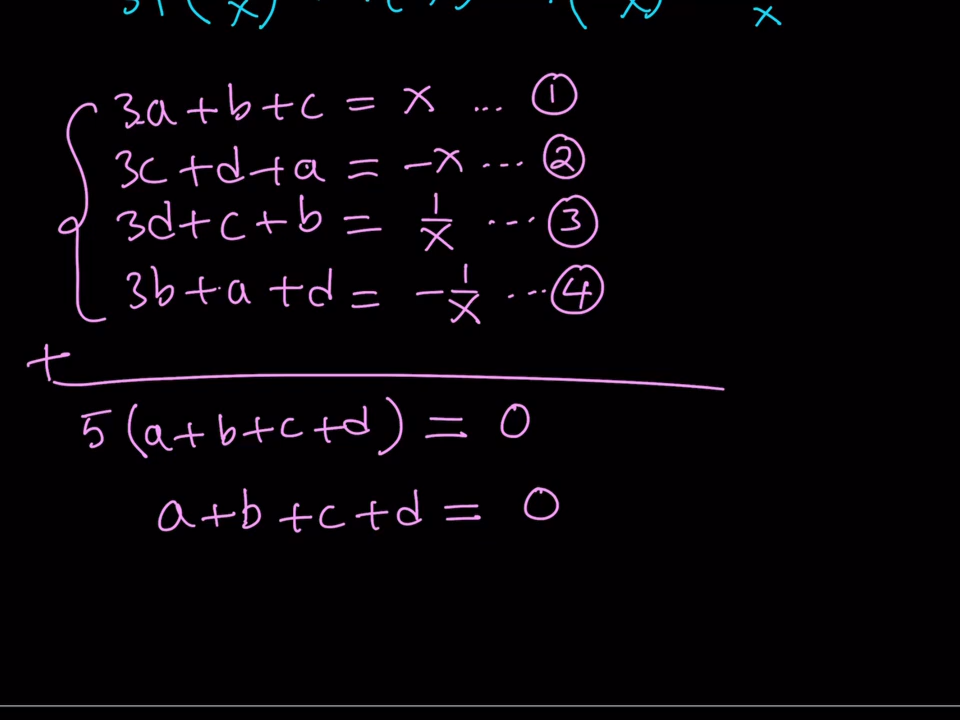 3a+b+c = x ... ①
3c+d+a = -x ... ②
3d+c+b = 1/x ... ③
3b+a+d = -1/x ... ④
+
5(a+b+c+d) = 0
a+b+c+d = 0